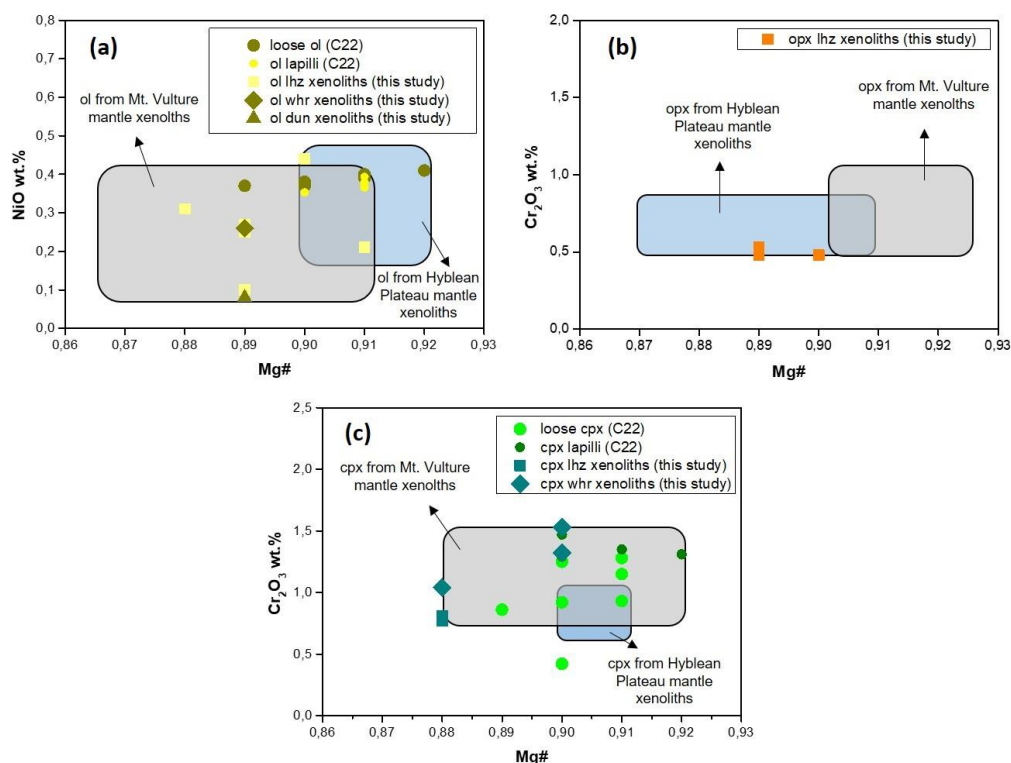 (a)
loose ol (C22)
ol lapilli (C22)
ol lhz xenoliths (this study)
ol whr xenoliths (this study)
ol dun xenoliths (this study)
ol from Mt. Vulture
mantle xenolths
ol from Hyblean
Plateau mantle
xenoliths
NiO wt.%
0,8
0,7
0,6
0,5
0,4
0,3
0,2
0,1
0,0
0,86 0,87 0,88 0,89 0,90 0,91 0,92 0,93
Mg#
(b)
opx lhz xenoliths (this study)
opx from Hyblean
Plateau mantle
xenoliths
opx from Mt. Vulture
mantle xenoliths
Cr2O3 wt.%
2,0
1,5
1,0
0,5
0,0
0,86 0,87 0,88 0,89 0,90 0,91 0,92 0,93
Mg#
(c)
loose cpx (C22)
cpx lapilli (C22)
cpx lhz xenoliths (this study)
cpx whr xenoliths (this study)
cpx from Mt. Vulture
mantle xenolths
cpx from Hyblean
Plateau mantle
xenoliths
Cr2O3 wt.%
2,5
2,0
1,5
1,0
0,5
0,0
0,86 0,87 0,88 0,89 0,90 0,91 0,92 0,93
Mg#